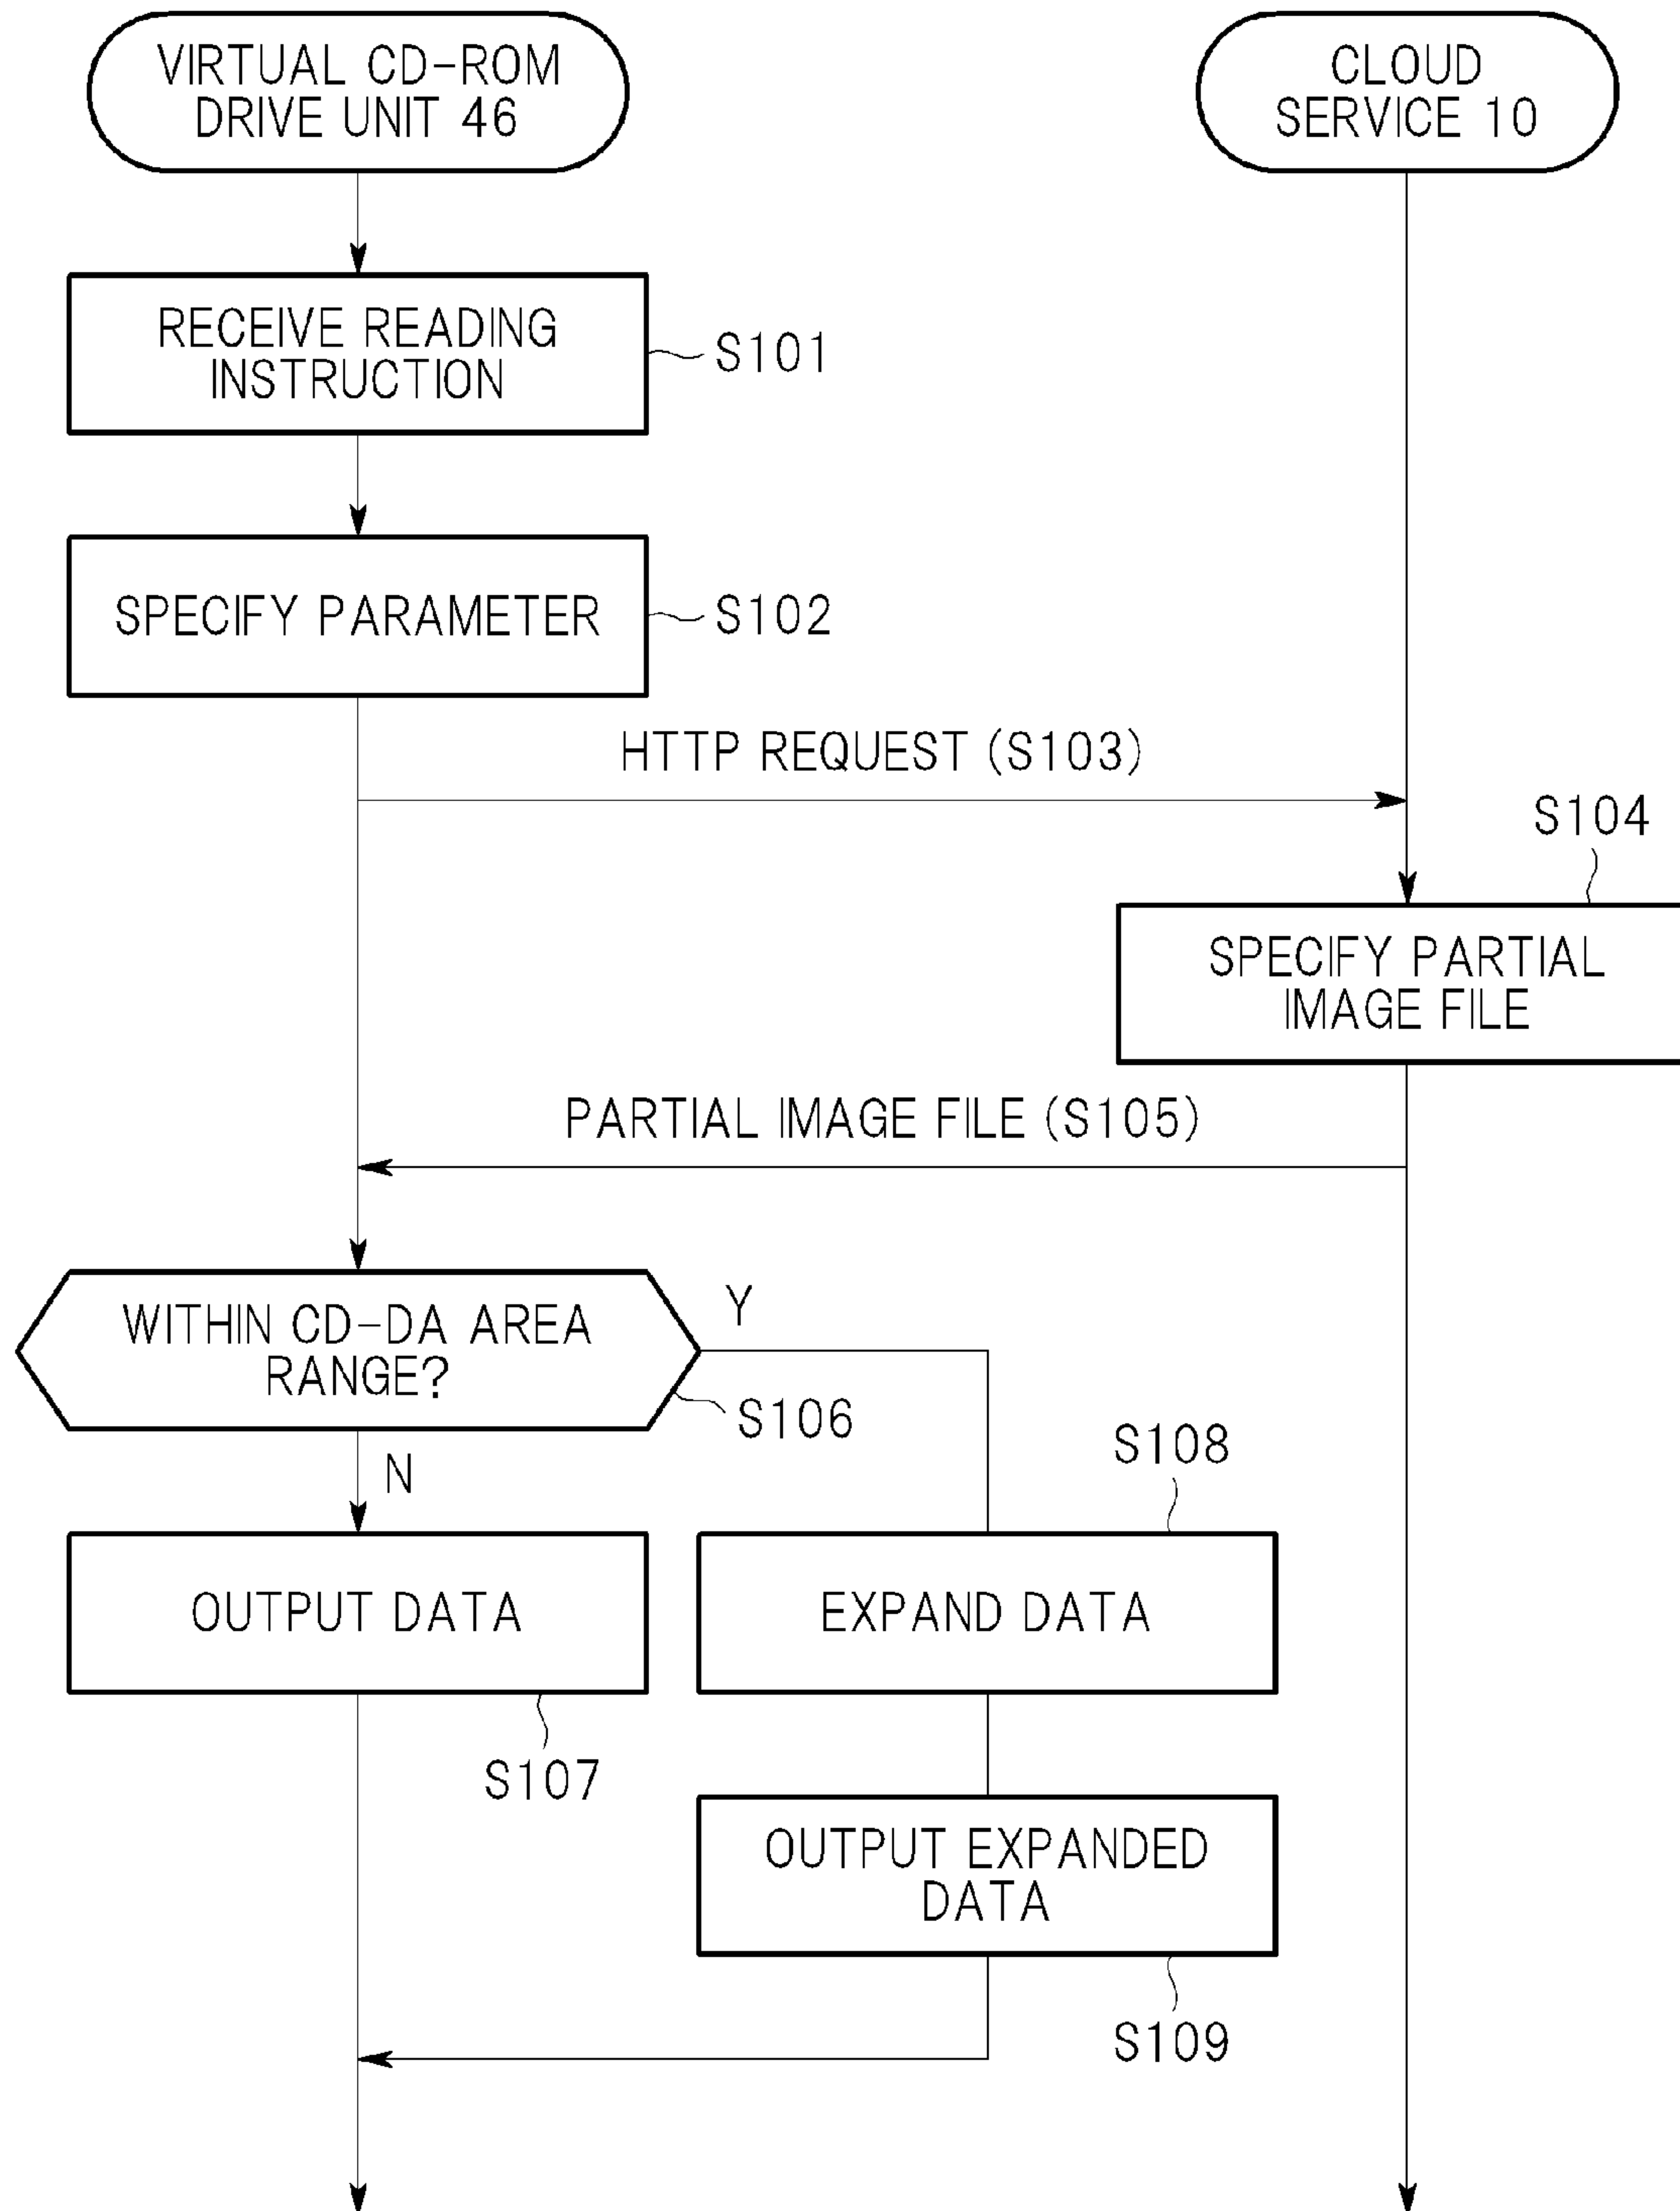 VIRTUAL CD-ROM
DRIVE UNIT 46
CLOUD
SERVICE 10
RECEIVE READING
INSTRUCTION
S101
SPECIFY PARAMETER
S102
HTTP REQUEST (S103)
S104
SPECIFY PARTIAL
IMAGE FILE
PARTIAL IMAGE FILE (S105)
WITHIN CD-DA AREA
RANGE?
Y
S106
N
S108
OUTPUT DATA
EXPAND DATA
S107
OUTPUT EXPANDED
DATA
S109